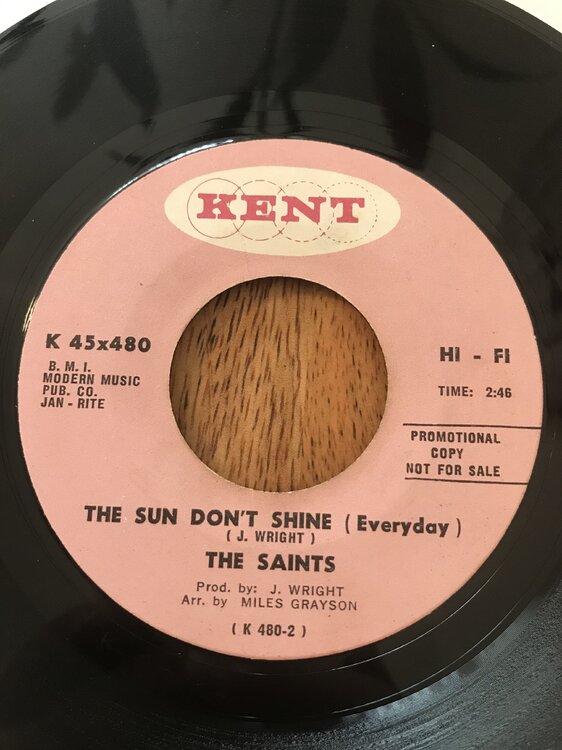 KENT
K 45x480
B. M. I.
MODERN MUSIC
PUB. CO.
JAN - RITE
HI - FI
TIME: 2:46
PROMOTIONAL
COPY
NOT FOR SALE
THE SUN DON'T SHINE ( Everyday )
( J. WRIGHT )
THE SAINTS
Prod. by: J. WRIGHT
Arr. by MILES GRAYSON
( K 480-2 )